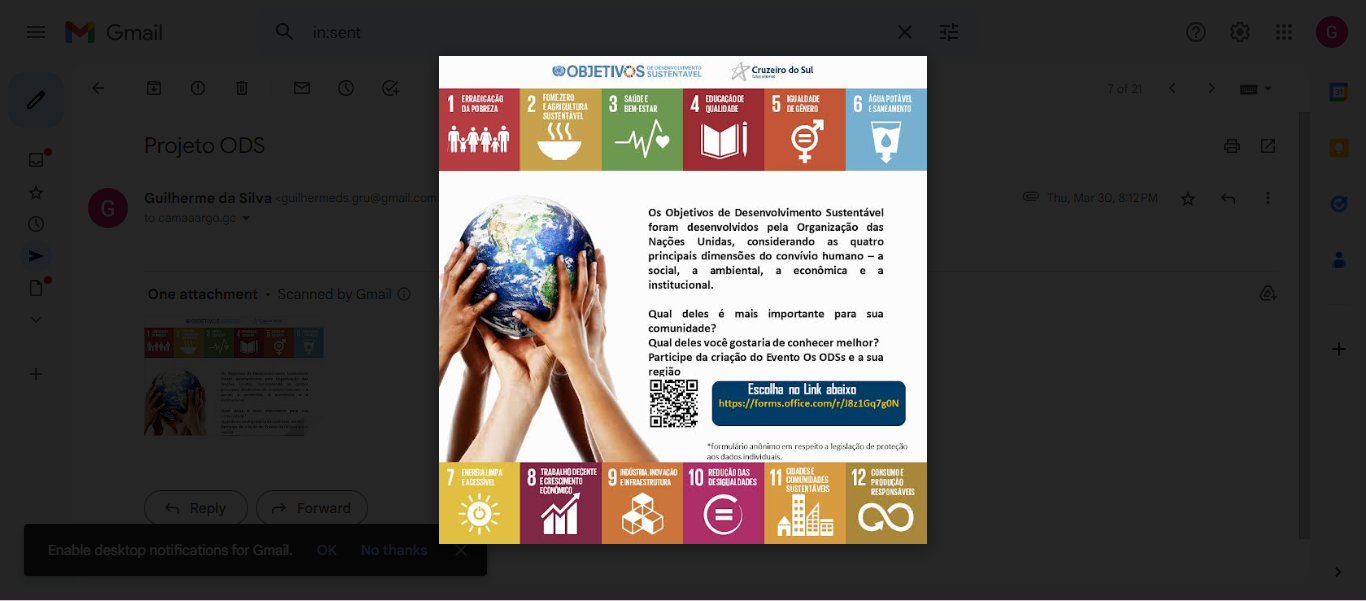 Gmail
in:sent
G
7 of 21
Projeto ODS
G
Guilherme da Silva <guilhermeds.gru@gmail.com
Thu, Mar 30, 8:12PM
to camaaargo.gc
One attachment • Scanned by Gmail
Reply
Forward
Enable desktop notifications for Gmail.
OK
No thanks
OBJETIVOS DE DESENVOLVIMENTO
SUSTENTÁVEL
Cruzeiro do Sul
Educacional
1 ERRADICAÇÃO
DA POBREZA
2 FOME ZERO
E AGRICULTURA
SUSTENTÁVEL
3 SAÚDE E
BEM-ESTAR
4 EDUCAÇÃO DE
QUALIDADE
5 IGUALDADE
DE GÊNERO
6 ÁGUA POTÁVEL
E SANEAMENTO
Os Objetivos de Desenvolvimento Sustentável
foram desenvolvidos pela Organização das
Nações Unidas, considerando as quatro
principais dimensões do convívio humano – a
social, a ambiental, a econômica e a
institucional.
Qual deles é mais importante para sua
comunidade?
Qual deles você gostaria de conhecer melhor?
Participe da criação do Evento Os ODSs e a sua
região
Escolha no Link abaixo
https://forms.office.com/r/J8z1Gq7g0N
*formulário anônimo em respeito a legislação de proteção
aos dados individuais.
7 ENERGIA LIMPA
E ACESSÍVEL
8 TRABALHO DECENTE
E CRESCIMENTO
ECONÔMICO
9 INDÚSTRIA, INOVAÇÃO
E INFRAESTRUTURA
10 REDUÇÃO DAS
DESIGUALDADES
11 CIDADES E
COMUNIDADES
SUSTENTÁVEIS
12 CONSUMO E
PRODUÇÃO
RESPONSÁVEIS